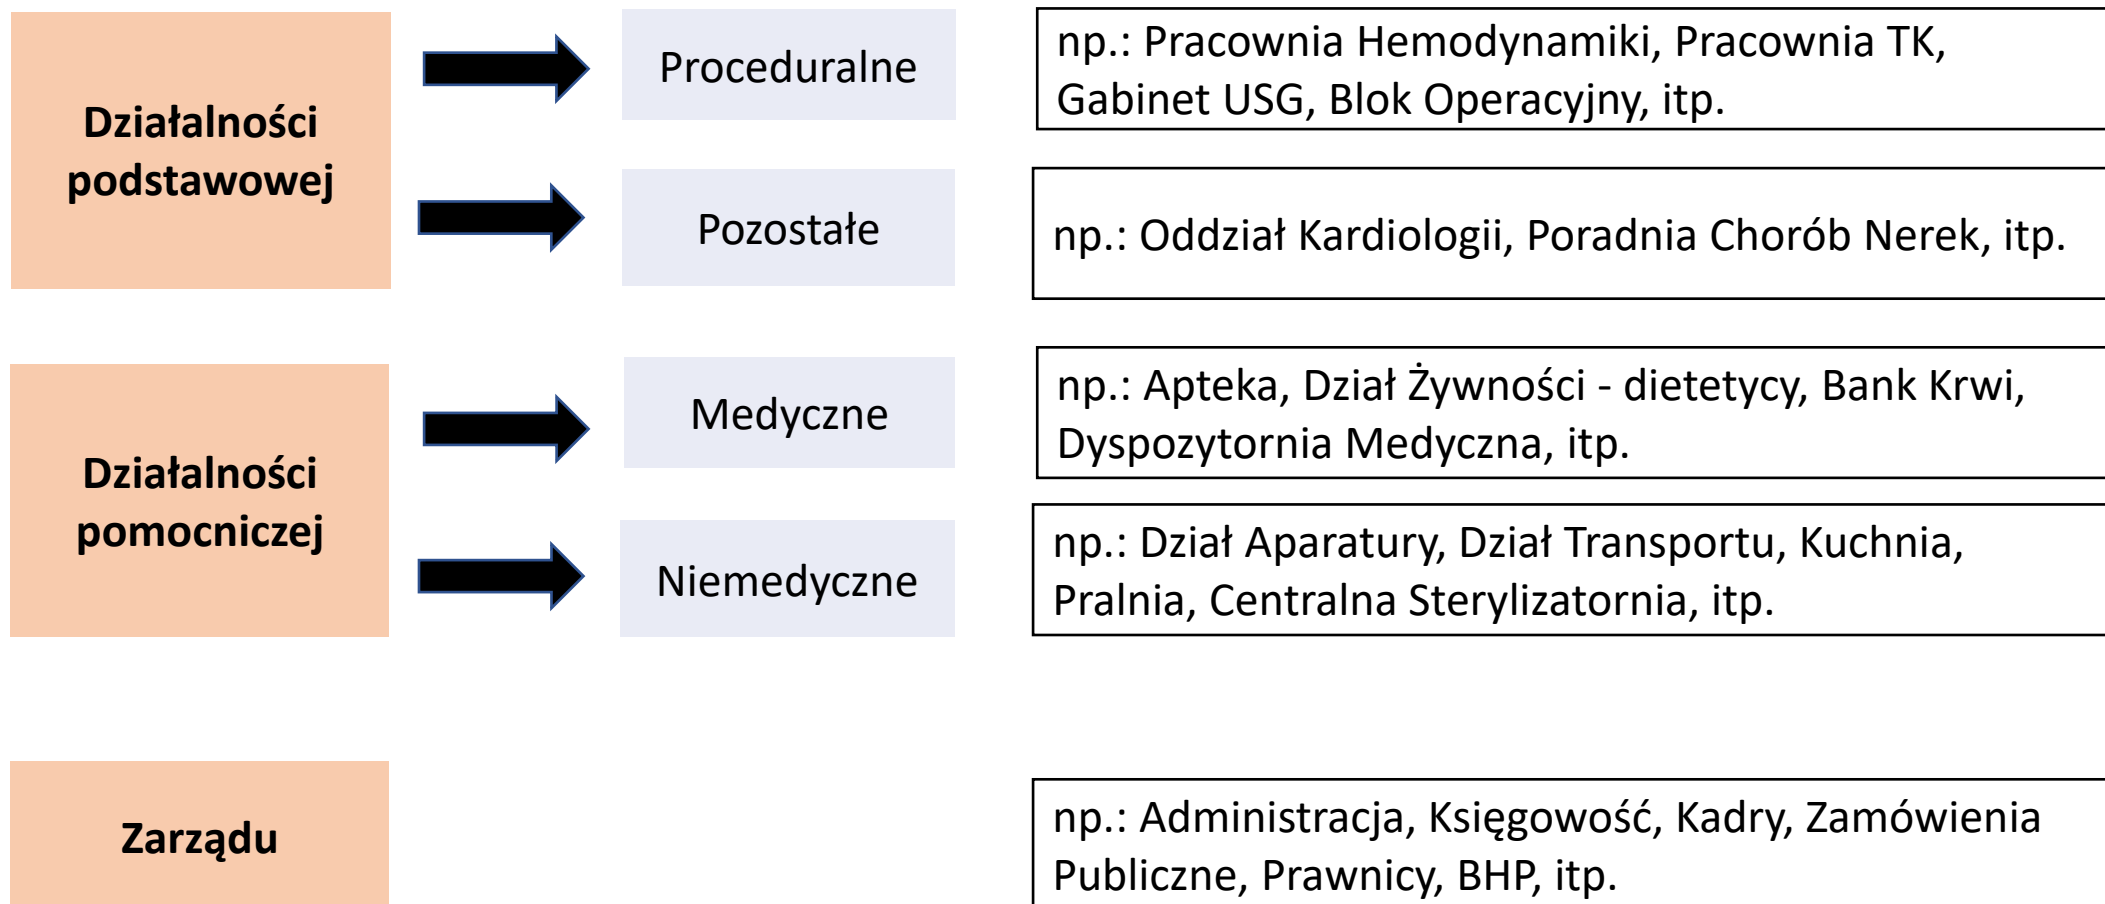 Działalności
podstawowej
Proceduralne
np.: Pracownia Hemodynamiki, Pracownia TK,
Gabinet USG, Blok Operacyjny, itp.
Pozostałe
np.: Oddział Kardiologii, Poradnia Chorób Nerek, itp.
Działalności
pomocniczej
Medyczne
np.: Apteka, Dział Żywności - dietetycy, Bank Krwi,
Dyspozytornia Medyczna, itp.
Niemedyczne
np.: Dział Aparatury, Dział Transportu, Kuchnia,
Pralnia, Centralna Sterylizatornia, itp.
Zarządu
np.: Administracja, Księgowość, Kadry, Zamówienia
Publiczne, Prawnicy, BHP, itp.